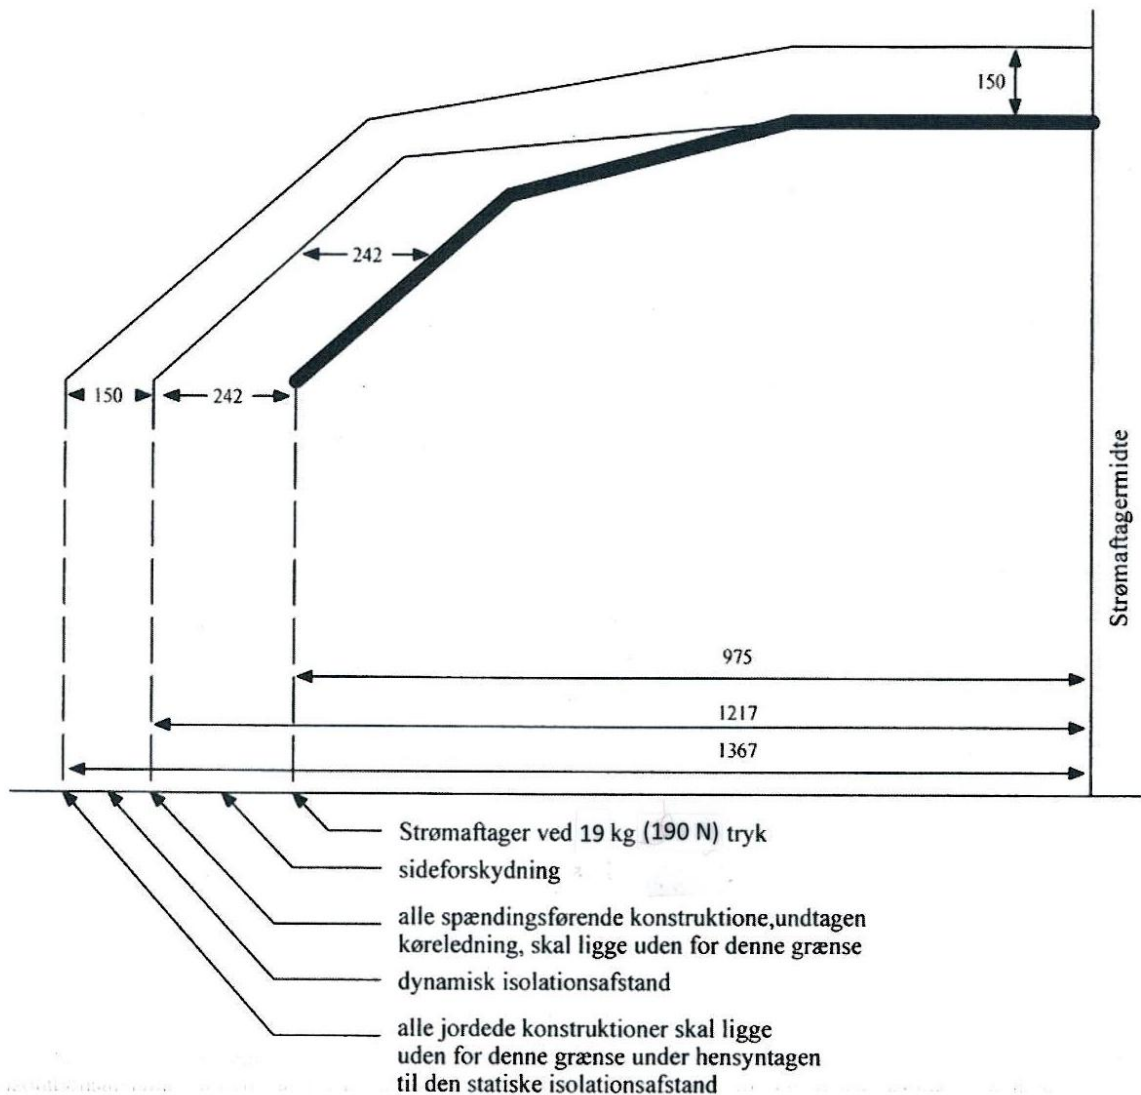 150
242
150
242
Strømaftagermidte
975
1217
1367
Strømaftager ved 19 kg (190 N) tryk
sideforskydning
alle spændingsførende konstruktione,undtagen
køreledning, skal ligge uden for denne grænse
dynamisk isolationsafstand
alle jordede konstruktioner skal ligge
uden for denne grænse under hensyntagen
til den statiske isolationsafstand